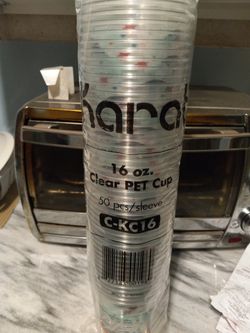 Karat
16 oz.
Clear PET Cup
50 pcs/sleeve
C-KC16